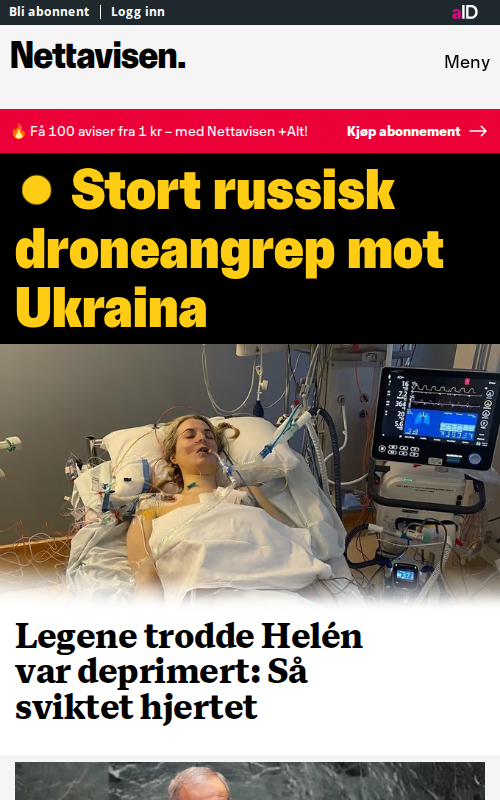 Bli abonnent
Logg inn
aID
Nettavisen.
Meny
🔥 Få 100 aviser fra 1 kr – med Nettavisen +Alt!
Kjøp abonnement →
Stort russisk
droneangrep mot
Ukraina
Legene trodde Helén
var deprimert: Så
sviktet hjertet